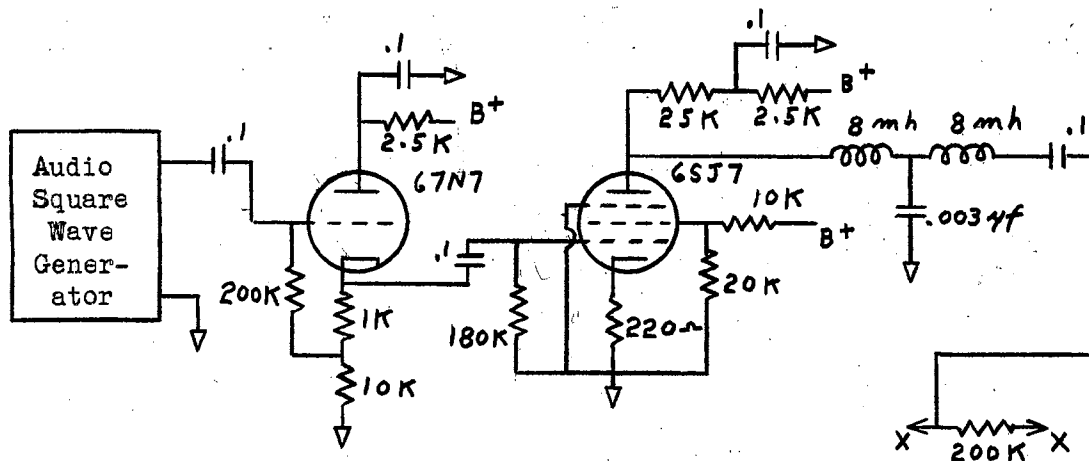 Audio
Square
Wave
Gener-
ator
.1
.1
B+
2.5K
67N7
200K
1K
10K
.1
180K
.1
25K
2.5K
B+
6SJ7
10K
B+
20K
220Ω
8 mh
8 mh
.1
.003 μf
X
200K
X